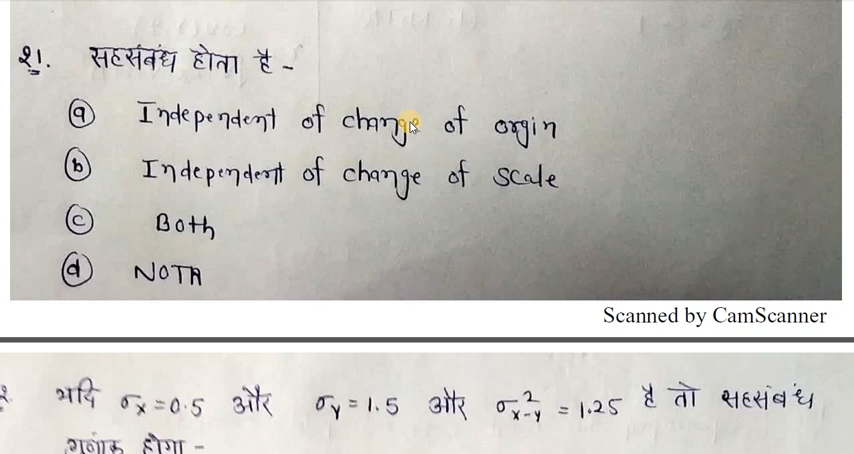 21. सहसंबंध होता है -
(a) Independent of change of orgin
(b) Independent of change of scale
(c) Both
(d) NOTA
Scanned by CamScanner
यदि σx = 0.5 और σy = 1.5 और σ²x-y = 1.25 है तो सहसंबंध
होगा -